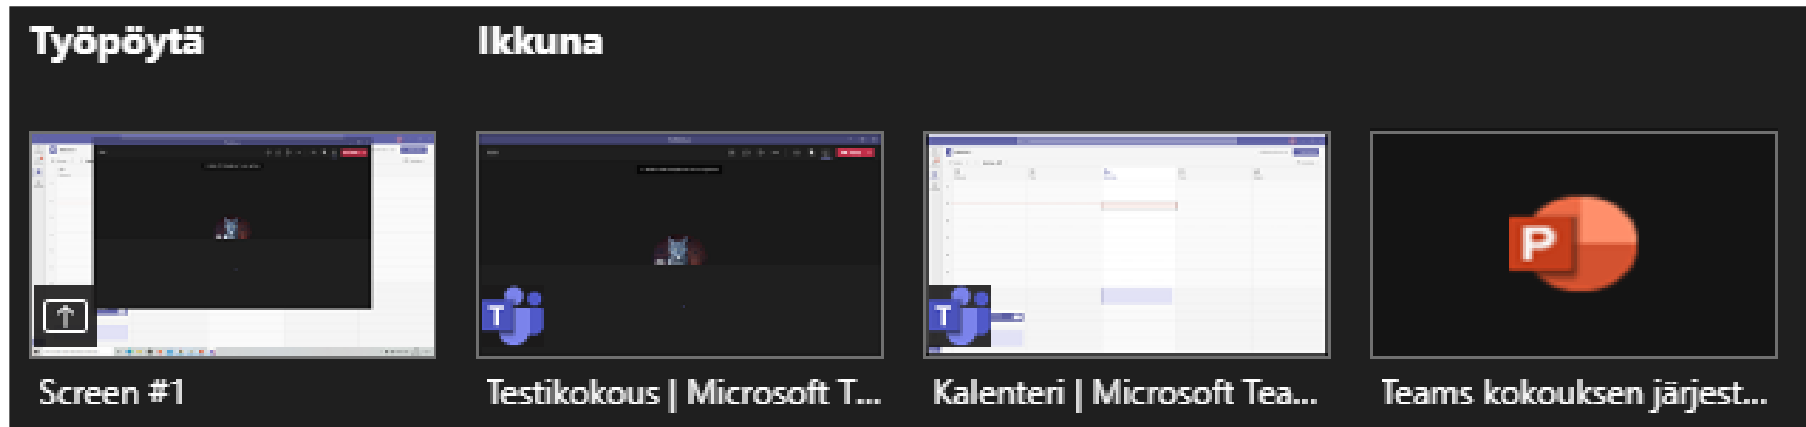 Työpöytä
Ikkuna
Screen #1
Testikokous | Microsoft T...
Kalenteri | Microsoft Tea...
Teams kokouksen järjest...